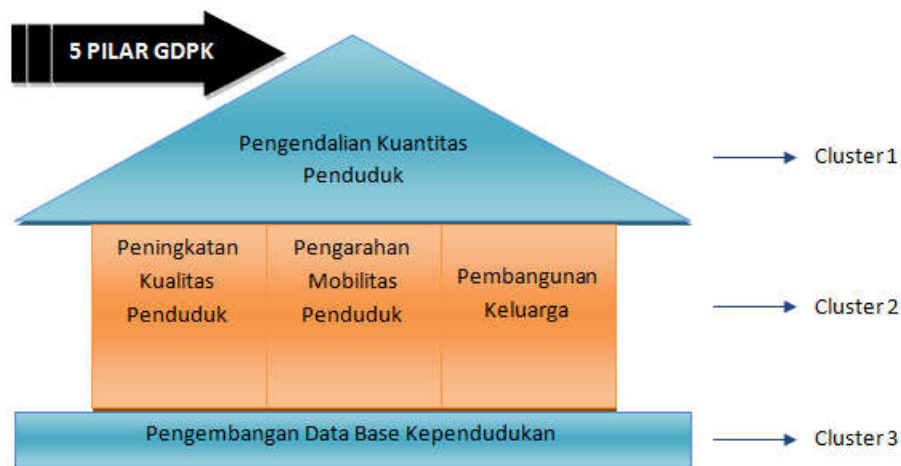 5 PILAR GDPK
Pengendalian Kuantitas
Penduduk
Cluster 1
Peningkatan
Kualitas
Penduduk
Pengarahan
Mobilitas
Penduduk
Pembangunan
Keluarga
Cluster 2
Pengembangan Data Base Kependudukan
Cluster 3